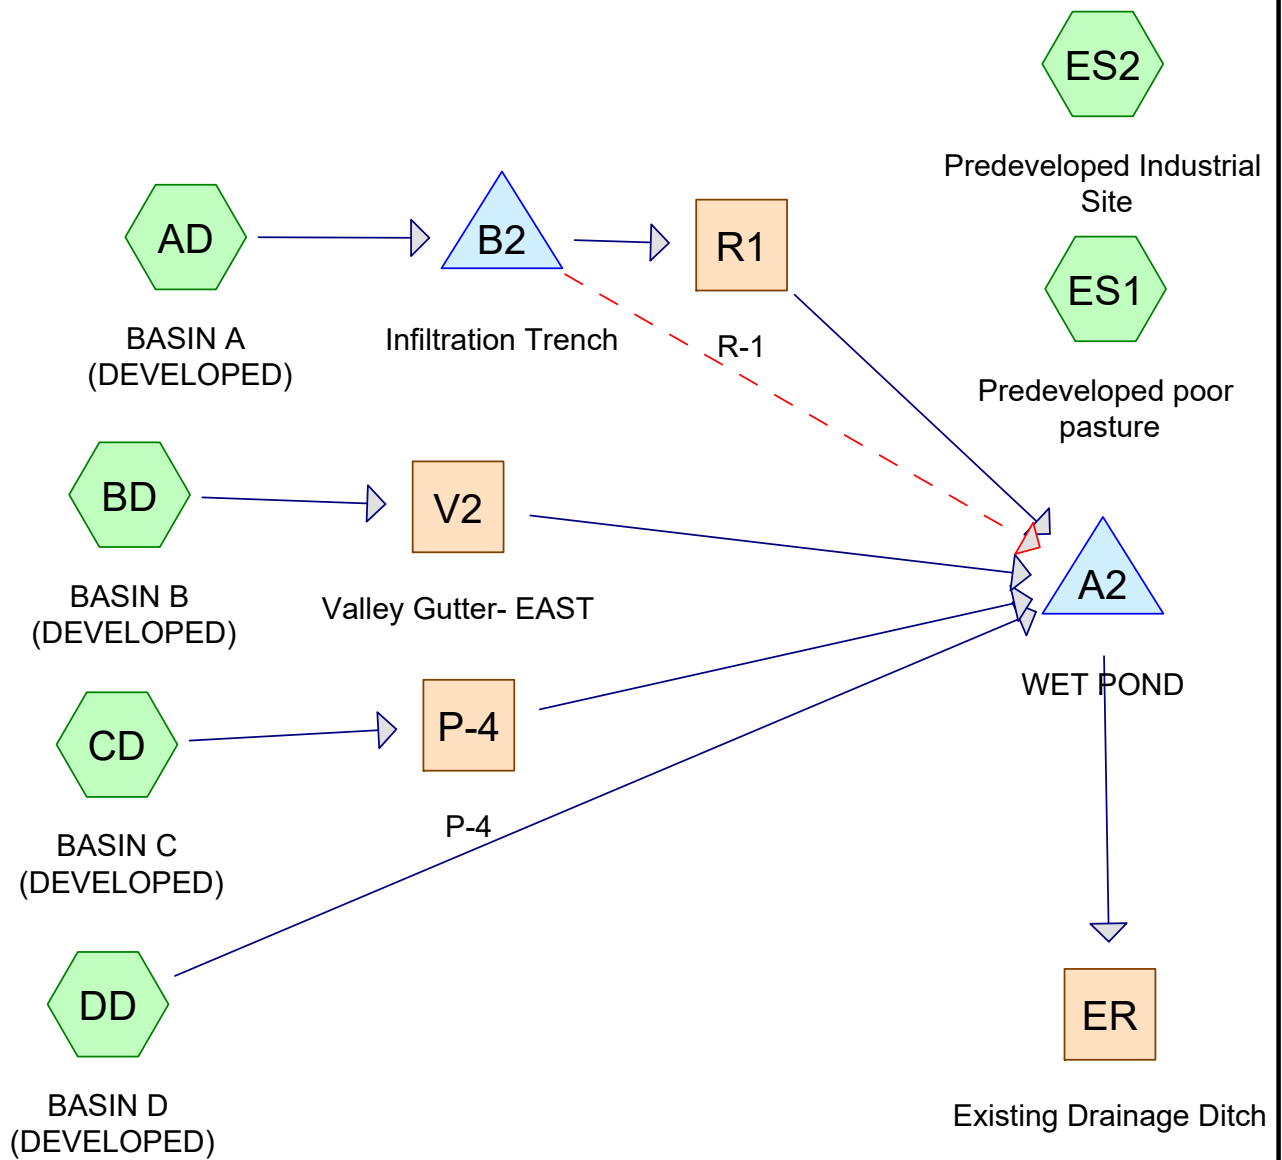 ES2
Predeveloped Industrial
Site
AD
BASIN A
(DEVELOPED)
B2
Infiltration Trench
R1
R-1
ES1
Predeveloped poor
pasture
BD
BASIN B
(DEVELOPED)
V2
Valley Gutter- EAST
A2
WET POND
CD
BASIN C
(DEVELOPED)
P-4
P-4
DD
BASIN D
(DEVELOPED)
ER
Existing Drainage Ditch